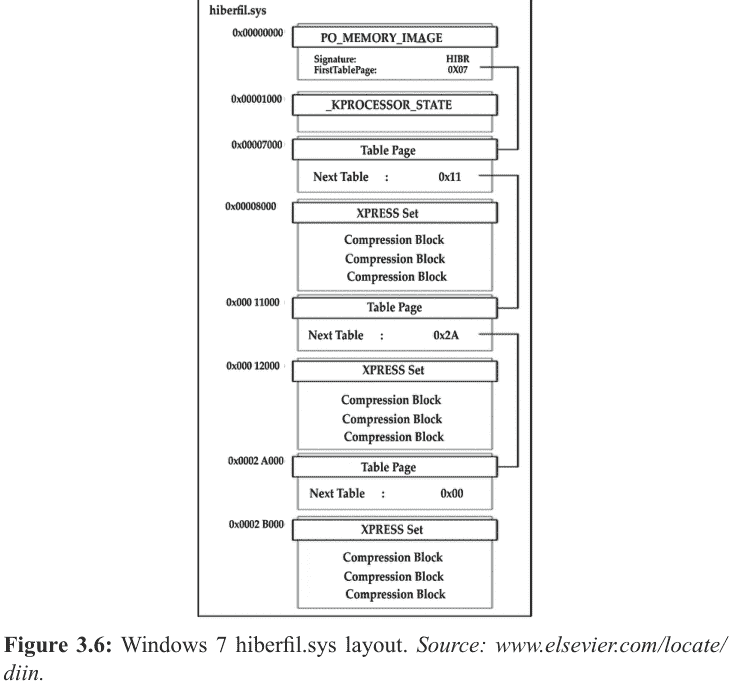 hiberfil.sys
0x00000000 PO_MEMORY_IMAGE
Signature: HIBR
FirstTablePage: 0X07
0x00001000 _KPROCESSOR_STATE
0x00007000 Table Page
Next Table : 0x11
0x00008000 XPRESS Set
Compression Block
Compression Block
Compression Block
0x000 11000 Table Page
Next Table : 0x2A
0x000 12000 XPRESS Set
Compression Block
Compression Block
Compression Block
0x0002 A000 Table Page
Next Table : 0x00
0x0002 B000 XPRESS Set
Compression Block
Compression Block
Compression Block
Figure 3.6: Windows 7 hiberfil.sys layout. Source: www.elsevier.com/locate/
diin.